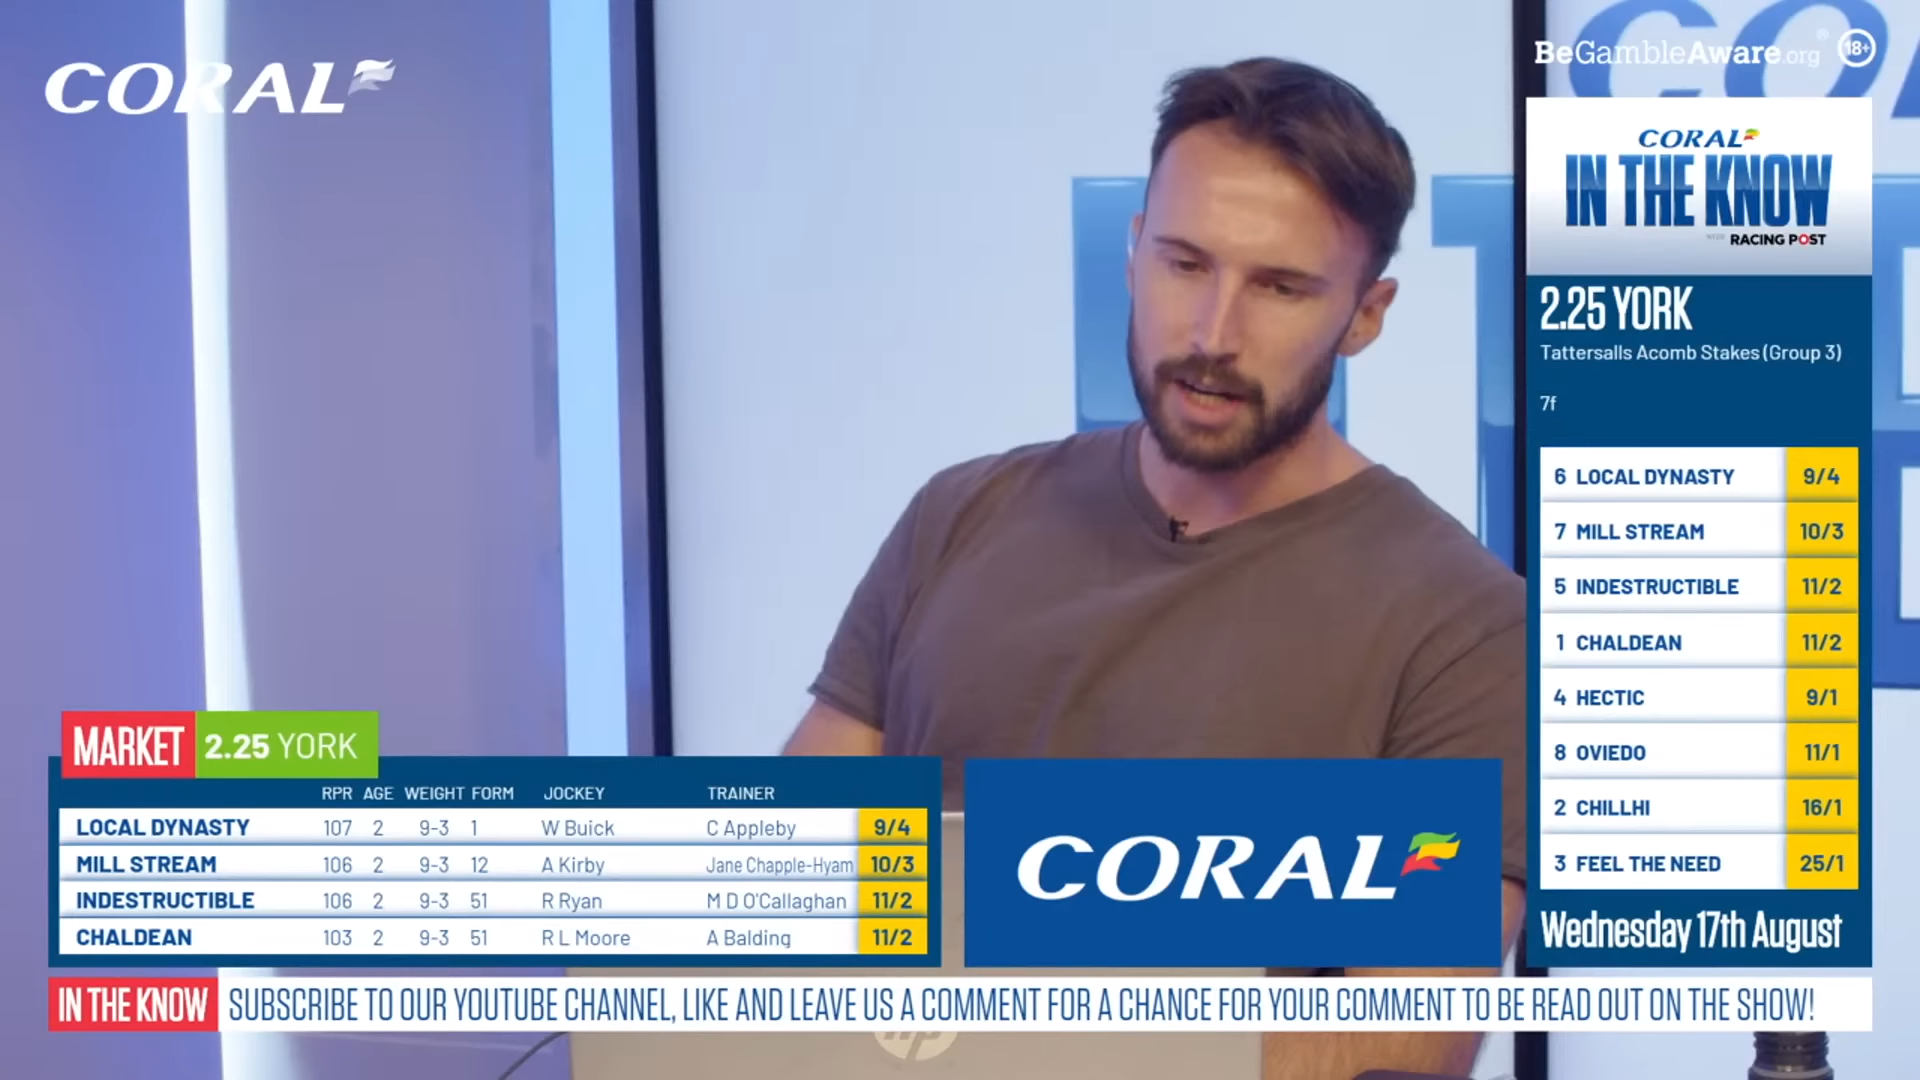 CORAL
BeGambleAware.org® 18+
CORAL
IN THE KNOW
WITH RACING POST
2.25 YORK
Tattersalls Acomb Stakes (Group 3)
7f
6 LOCAL DYNASTY 9/4
7 MILL STREAM 10/3
5 INDESTRUCTIBLE 11/2
1 CHALDEAN 11/2
4 HECTIC 9/1
8 OVIEDO 11/1
2 CHILLHI 16/1
3 FEEL THE NEED 25/1
Wednesday 17th August
MARKET 2.25 YORK
RPR AGE WEIGHT FORM JOCKEY TRAINER
LOCAL DYNASTY 107 2 9-3 1 W Buick C Appleby 9/4
MILL STREAM 106 2 9-3 12 A Kirby Jane Chapple-Hyam 10/3
INDESTRUCTIBLE 106 2 9-3 51 R Ryan M D O'Callaghan 11/2
CHALDEAN 103 2 9-3 51 R L Moore A Balding 11/2
CORAL
IN THE KNOW SUBSCRIBE TO OUR YOUTUBE CHANNEL, LIKE AND LEAVE US A COMMENT FOR A CHANCE FOR YOUR COMMENT TO BE READ OUT ON THE SHOW!
hp